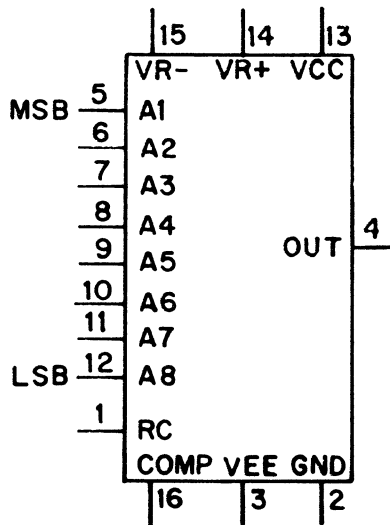 15 14 13
VR- VR+ VCC
MSB 5 A1
6 A2
7 A3
8 A4
9 A5
OUT 4
10 A6
11 A7
LSB 12 A8
1 RC
COMP VEE GND
16 3 2